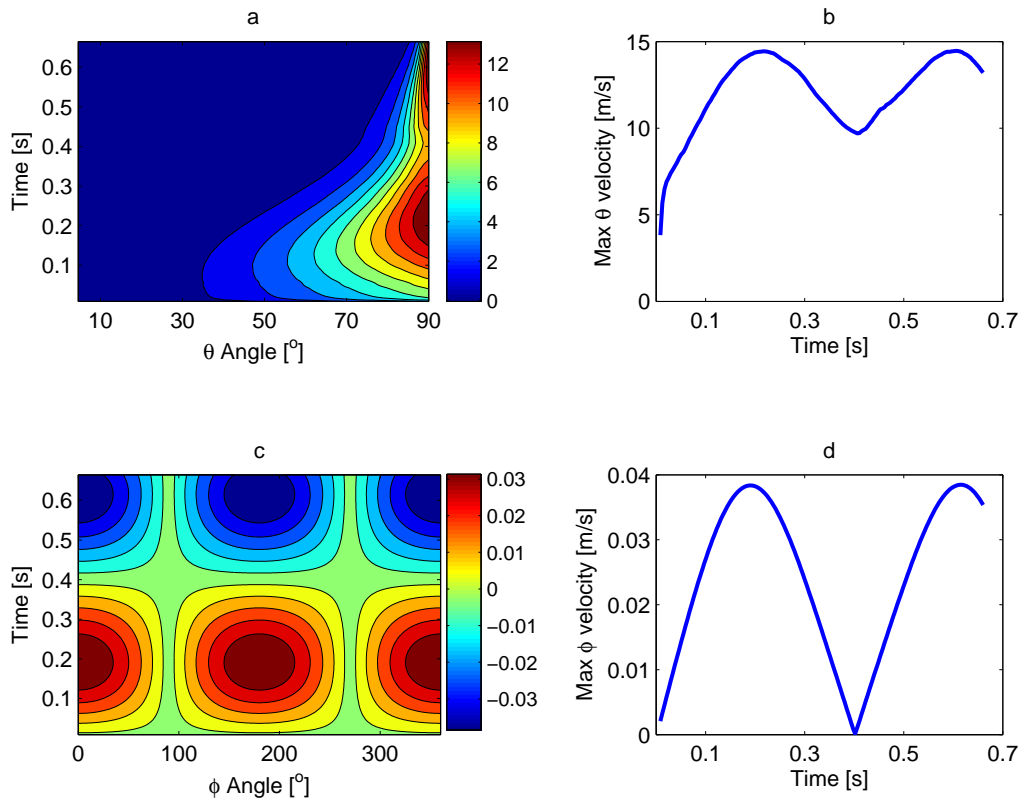 a
Time [s]
0.6
0.5
0.4
0.3
0.2
0.1
10 30 50 70 90
θ Angle [°]
12
10
8
6
4
2
0
b
Max θ velocity [m/s]
15
10
5
0
0.1 0.3 0.5 0.7
Time [s]
c
Time [s]
0.6
0.5
0.4
0.3
0.2
0.1
0 100 200 300
ϕ Angle [°]
0.03
0.02
0.01
0
−0.01
−0.02
−0.03
d
Max ϕ velocity [m/s]
0.04
0.03
0.02
0.01
0
0.1 0.3 0.5 0.7
Time [s]